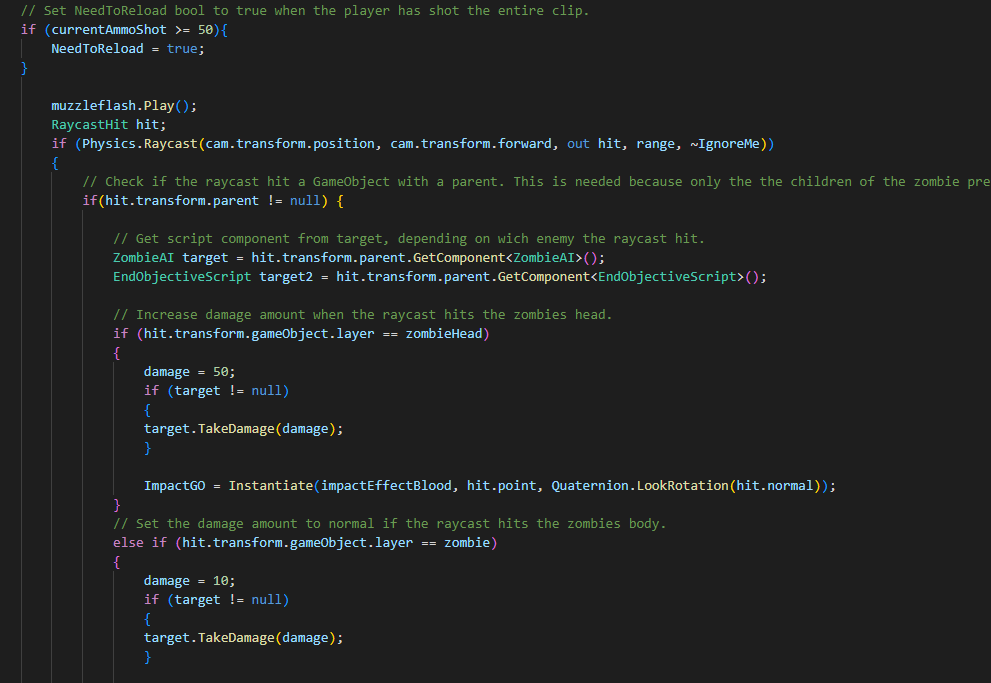 // Set NeedToReload bool to true when the player has shot the entire clip.
if (currentAmmoShot >= 50){
NeedToReload = true;
}
muzzleflash.Play();
RaycastHit hit;
if (Physics.Raycast(cam.transform.position, cam.transform.forward, out hit, range, ~IgnoreMe))
{
// Check if the raycast hit a GameObject with a parent. This is needed because only the the children of the zombie pre
if(hit.transform.parent != null) {
// Get script component from target, depending on wich enemy the raycast hit.
ZombieAI target = hit.transform.parent.GetComponent<ZombieAI>();
EndObjectiveScript target2 = hit.transform.parent.GetComponent<EndObjectiveScript>();
// Increase damage amount when the raycast hits the zombies head.
if (hit.transform.gameObject.layer == zombieHead)
{
damage = 50;
if (target != null)
{
target.TakeDamage(damage);
}
ImpactGO = Instantiate(impactEffectBlood, hit.point, Quaternion.LookRotation(hit.normal));
}
// Set the damage amount to normal if the raycast hits the zombies body.
else if (hit.transform.gameObject.layer == zombie)
{
damage = 10;
if (target != null)
{
target.TakeDamage(damage);
}